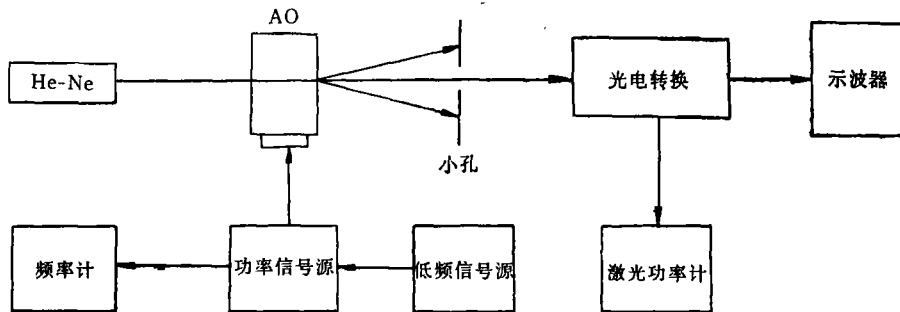 AO
He-Ne
光电转换
示波器
小孔
频率计
功率信号源
低频信号源
激光功率计